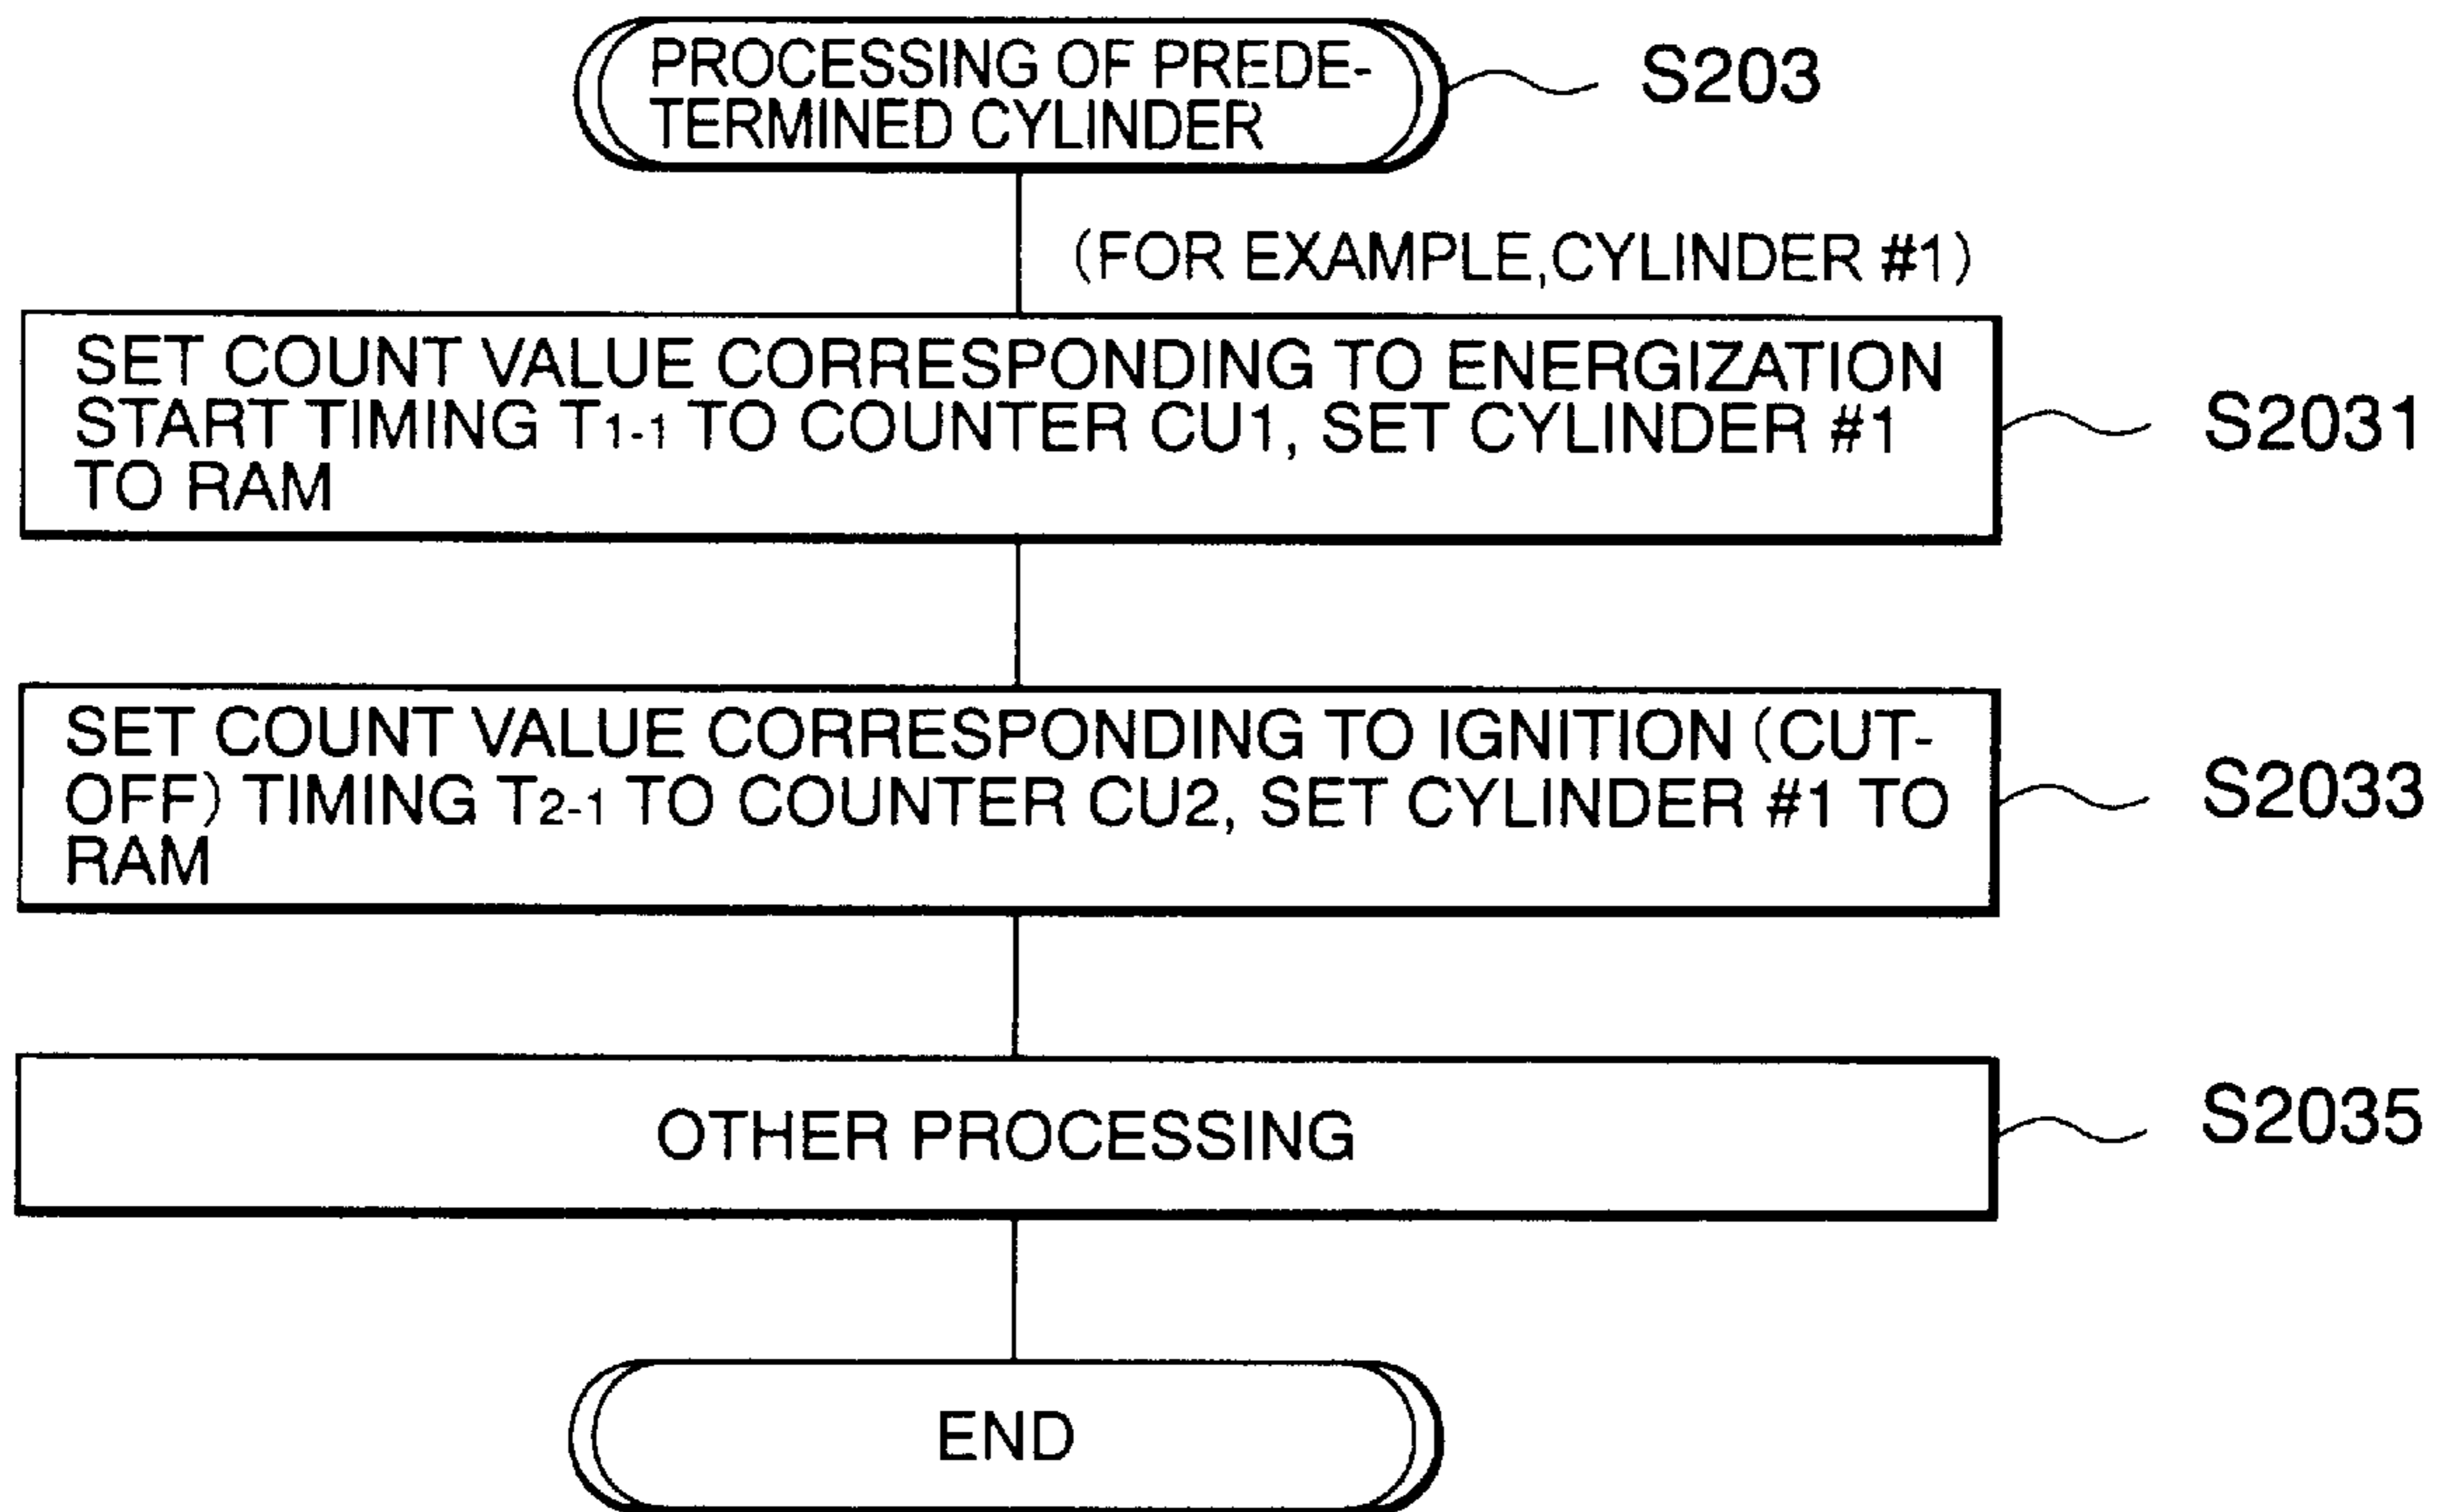 PROCESSING OF PREDE-
TERMINED CYLINDER
S203
(FOR EXAMPLE,CYLINDER #1)
SET COUNT VALUE CORRESPONDING TO ENERGIZATION
START TIMING T1-1 TO COUNTER CU1, SET CYLINDER #1
TO RAM
S2031
SET COUNT VALUE CORRESPONDING TO IGNITION (CUT-
OFF) TIMING T2-1 TO COUNTER CU2, SET CYLINDER #1 TO
RAM
S2033
OTHER PROCESSING
S2035
END